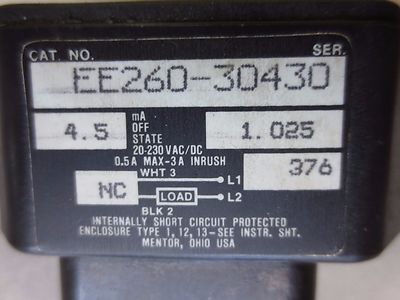 CAT. NO. SER.
EE260-30430
4.5 mA OFF STATE 1.025
20-230 VAC/DC
0.5A MAX-3A INRUSH
376
WHT 3 L1
NC LOAD L2
BLK 2
INTERNALLY SHORT CIRCUIT PROTECTED
ENCLOSURE TYPE 1, 12, 13-SEE INSTR. SHT.
MENTOR, OHIO USA